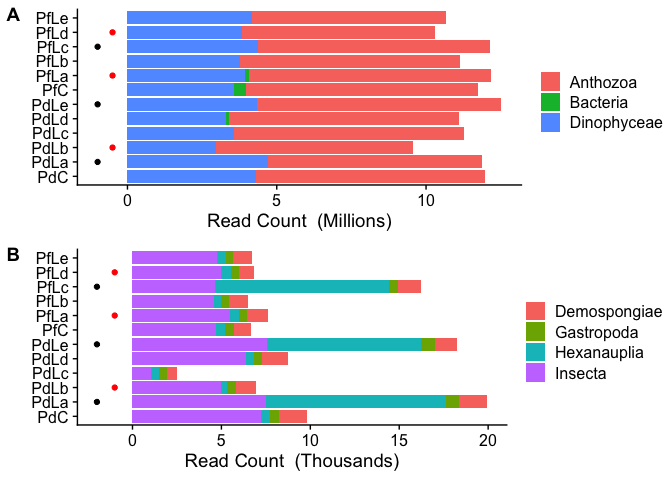 A
PfLe
PfLd
PfLc
PfLb
PfLa
PfC
PdLe
PdLd
PdLc
PdLb
PdLa
PdC
0 5 10
Read Count (Millions)
Anthozoa
Bacteria
Dinophyceae
B
PfLe
PfLd
PfLc
PfLb
PfLa
PfC
PdLe
PdLd
PdLc
PdLb
PdLa
PdC
0 5 10 15 20
Read Count (Thousands)
Demospongiae
Gastropoda
Hexanauplia
Insecta